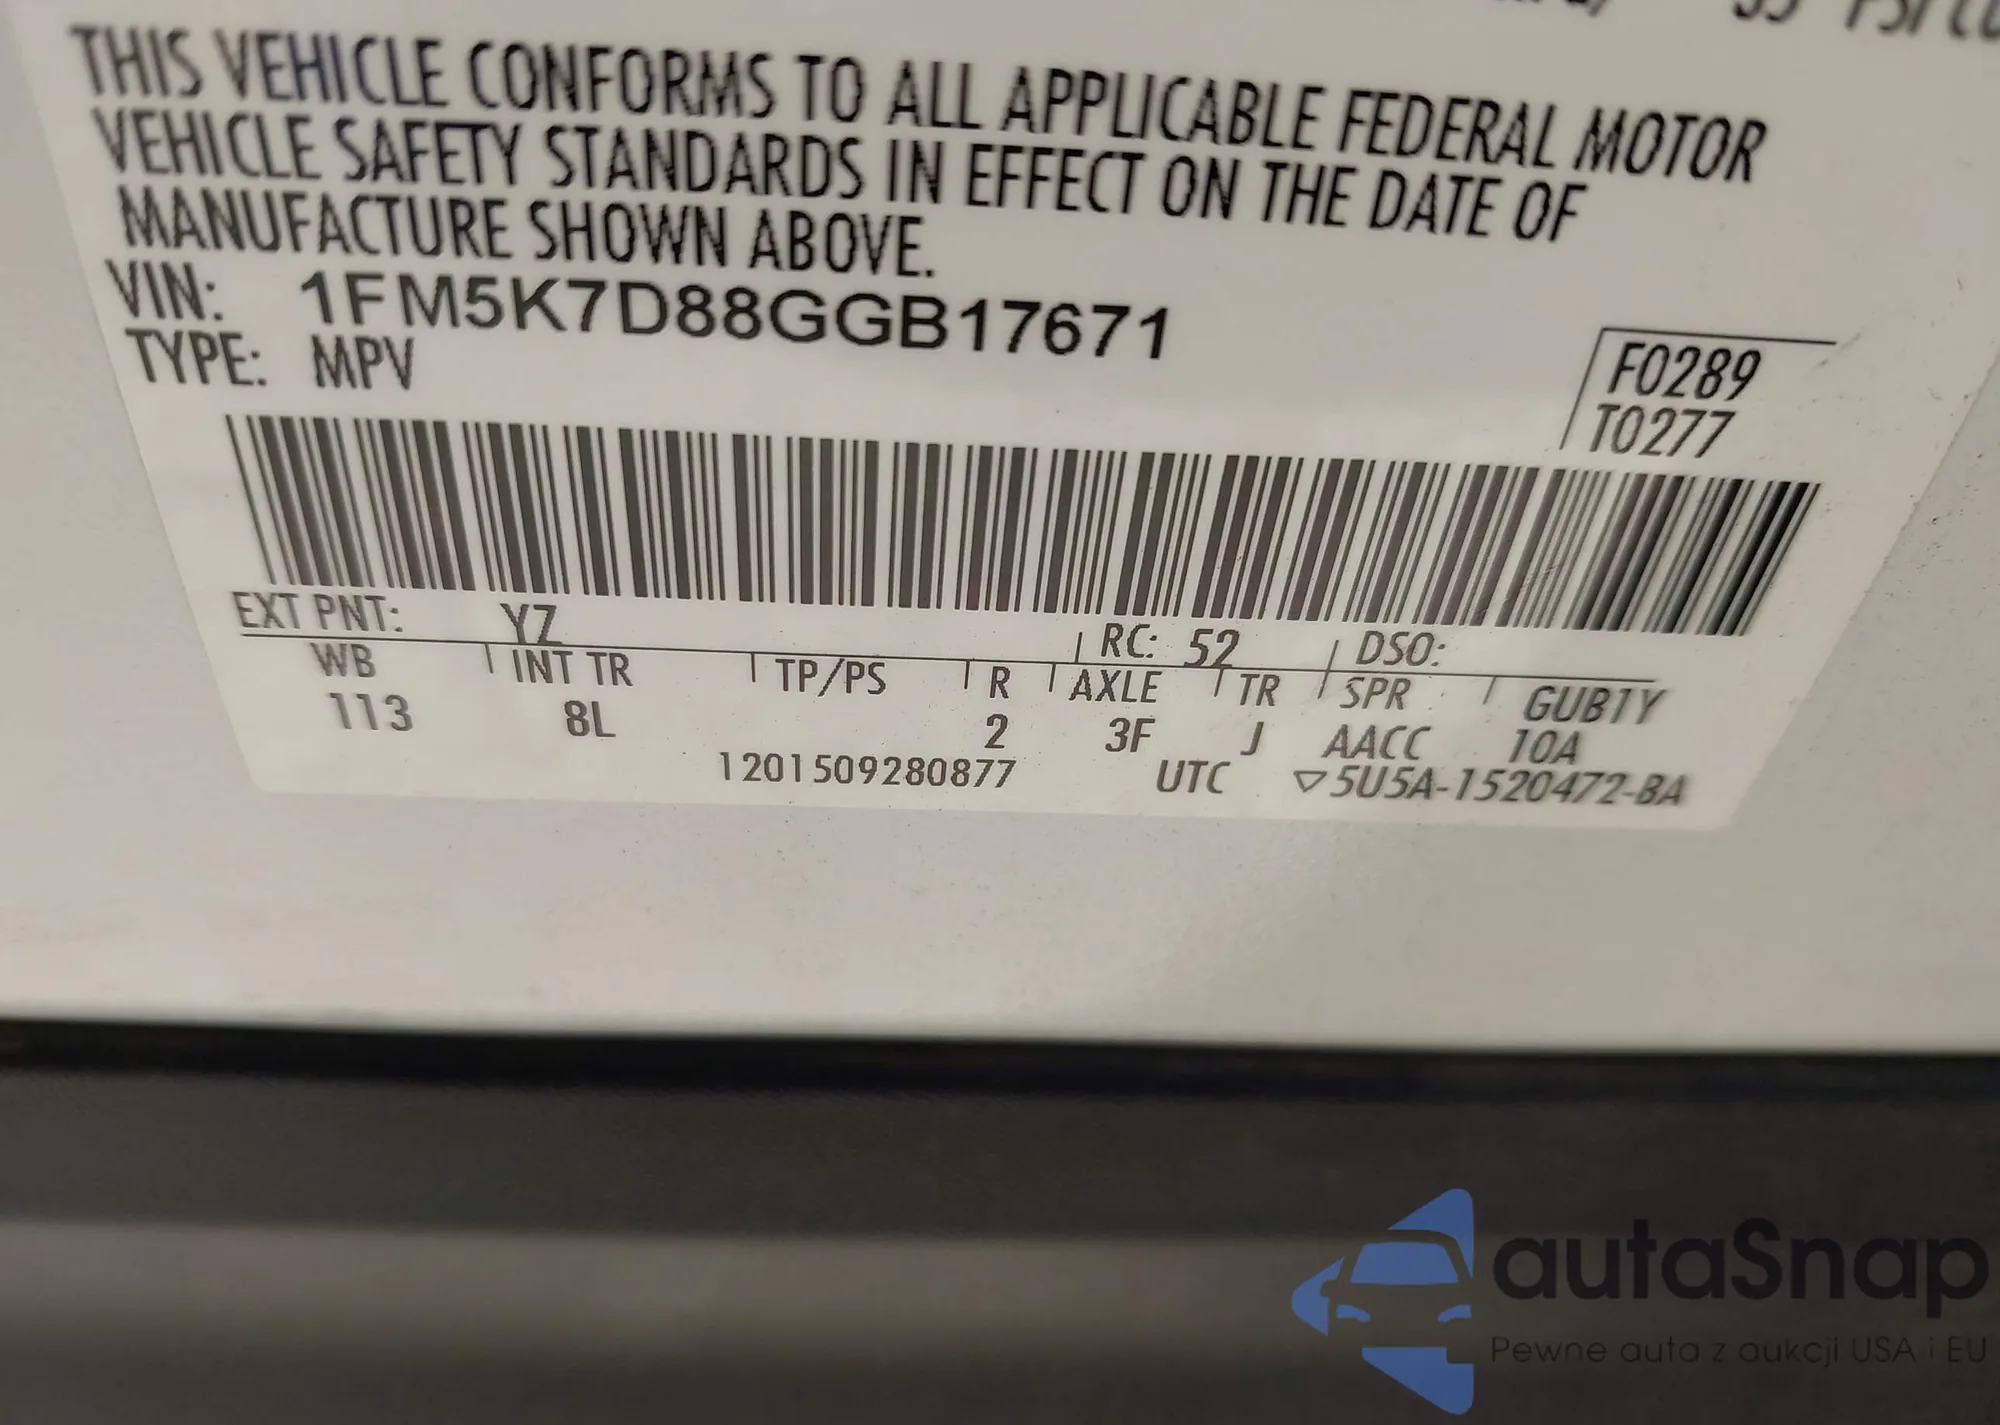 35 PSI
THIS VEHICLE CONFORMS TO ALL APPLICABLE FEDERAL MOTOR
VEHICLE SAFETY STANDARDS IN EFFECT ON THE DATE OF
MANUFACTURE SHOWN ABOVE.
VIN: 1FM5K7D88GGB17671
TYPE: MPV
F0289
T0277
EXT PNT: YZ RC: 52 DSO:
WB INT TR TP/PS R AXLE TR SPR GUB1Y
113 8L 2 3F J AACC 10A
1201509280877 UTC ▽5U5A-1520472-BA
autaSnap
Pewne auta z aukcji USA i EU